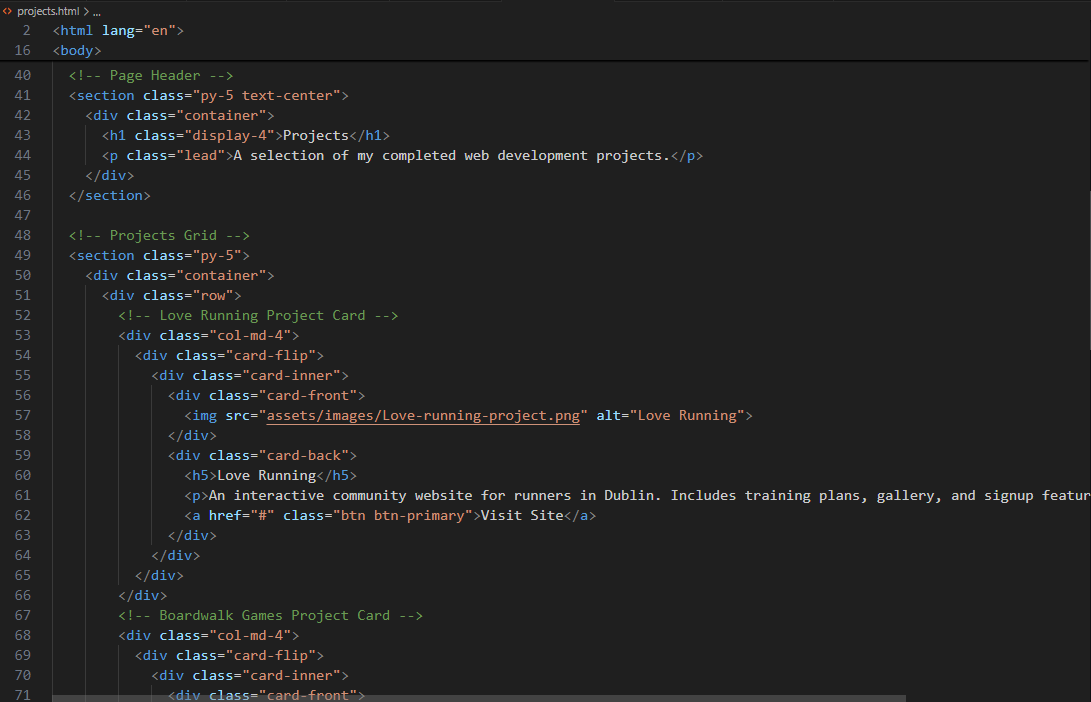 <> projects.html > ...
2 <html lang="en">
16 <body>
40 <!-- Page Header -->
41 <section class="py-5 text-center">
42 <div class="container">
43 <h1 class="display-4">Projects</h1>
44 <p class="lead">A selection of my completed web development projects.</p>
45 </div>
46 </section>
47
48 <!-- Projects Grid -->
49 <section class="py-5">
50 <div class="container">
51 <div class="row">
52 <!-- Love Running Project Card -->
53 <div class="col-md-4">
54 <div class="card-flip">
55 <div class="card-inner">
56 <div class="card-front">
57 <img src="assets/images/Love-running-project.png" alt="Love Running">
58 </div>
59 <div class="card-back">
60 <h5>Love Running</h5>
61 <p>An interactive community website for runners in Dublin. Includes training plans, gallery, and signup featur
62 <a href="#" class="btn btn-primary">Visit Site</a>
63 </div>
64 </div>
65 </div>
66 </div>
67 <!-- Boardwalk Games Project Card -->
68 <div class="col-md-4">
69 <div class="card-flip">
70 <div class="card-inner">
71 <div class="card-front">